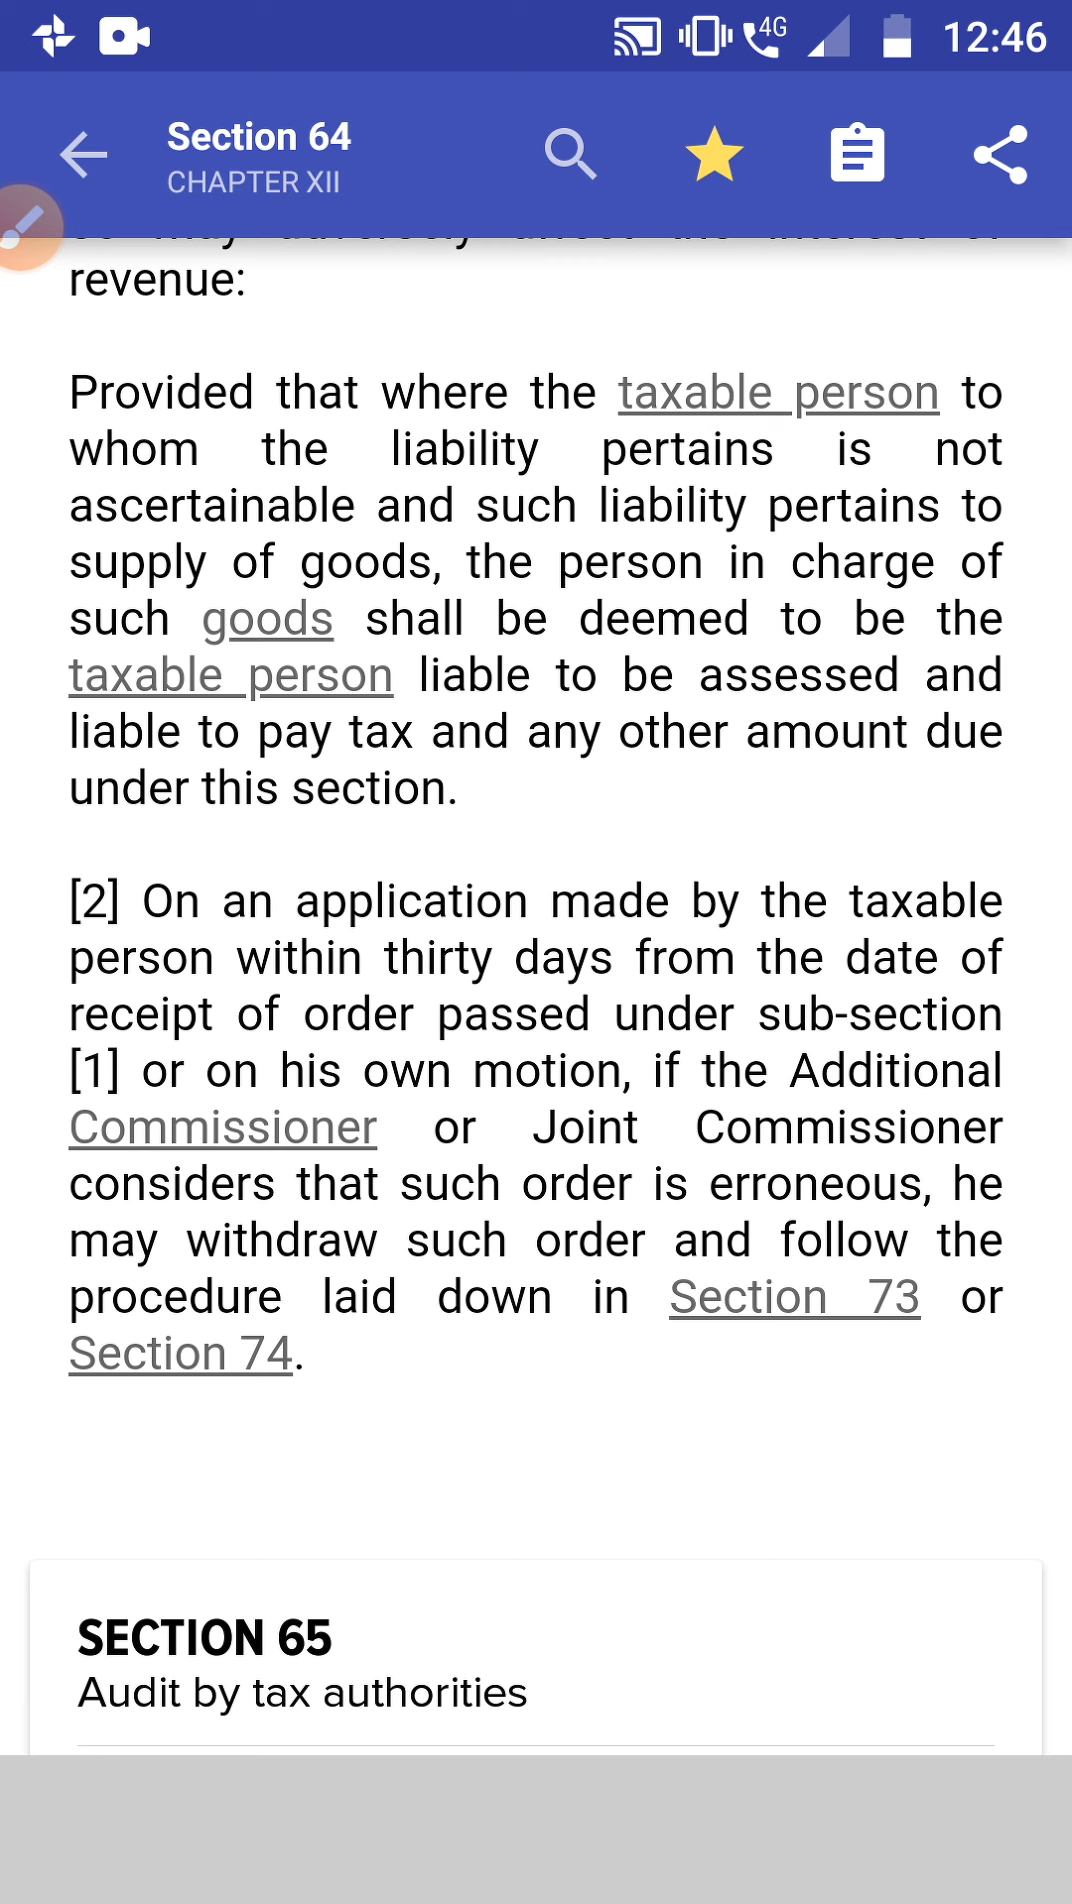 4G
12:46
Section 64
CHAPTER XII
revenue:
Provided that where the taxable person to
whom the liability pertains is not
ascertainable and such liability pertains to
supply of goods, the person in charge of
such goods shall be deemed to be the
taxable person liable to be assessed and
liable to pay tax and any other amount due
under this section.
[2] On an application made by the taxable
person within thirty days from the date of
receipt of order passed under sub-section
[1] or on his own motion, if the Additional
Commissioner or Joint Commissioner
considers that such order is erroneous, he
may withdraw such order and follow the
procedure laid down in Section 73 or
Section 74.
SECTION 65
Audit by tax authorities